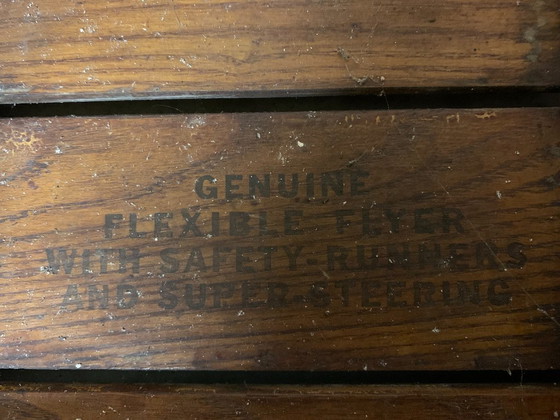 GENUINE
FLEXIBLE FLYER
WITH SAFETY-RUNNERS
AND SUPER-STEERING